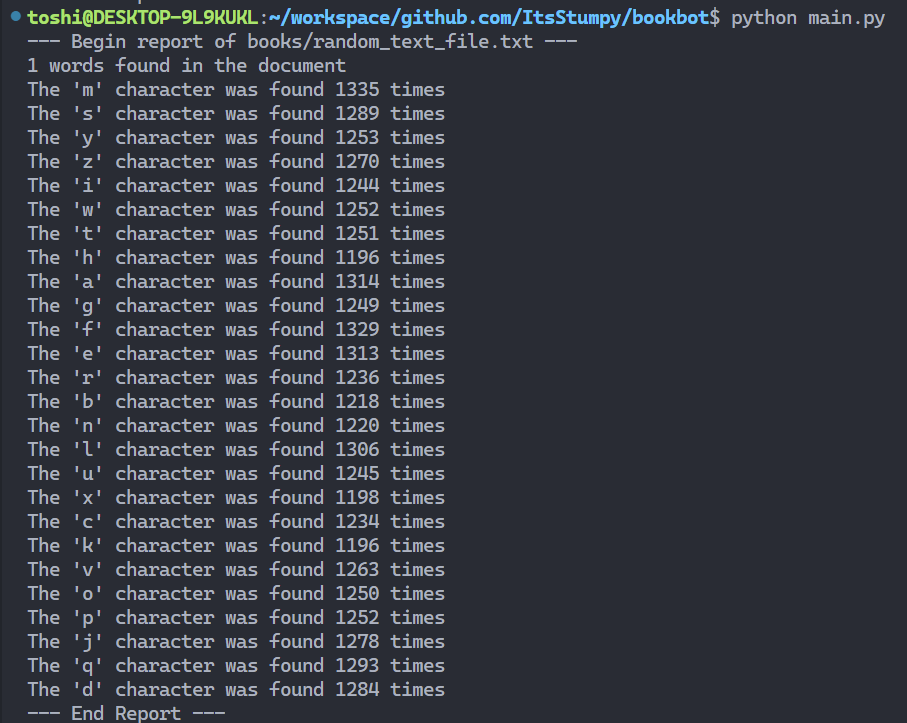 toshi@DESKTOP-9L9KUKL:~/workspace/github.com/ItsStumpy/bookbot$ python main.py
--- Begin report of books/random_text_file.txt ---
1 words found in the document
The 'm' character was found 1335 times
The 's' character was found 1289 times
The 'y' character was found 1253 times
The 'z' character was found 1270 times
The 'i' character was found 1244 times
The 'w' character was found 1252 times
The 't' character was found 1251 times
The 'h' character was found 1196 times
The 'a' character was found 1314 times
The 'g' character was found 1249 times
The 'f' character was found 1329 times
The 'e' character was found 1313 times
The 'r' character was found 1236 times
The 'b' character was found 1218 times
The 'n' character was found 1220 times
The 'l' character was found 1306 times
The 'u' character was found 1245 times
The 'x' character was found 1198 times
The 'c' character was found 1234 times
The 'k' character was found 1196 times
The 'v' character was found 1263 times
The 'o' character was found 1250 times
The 'p' character was found 1252 times
The 'j' character was found 1278 times
The 'q' character was found 1293 times
The 'd' character was found 1284 times
--- End Report ---